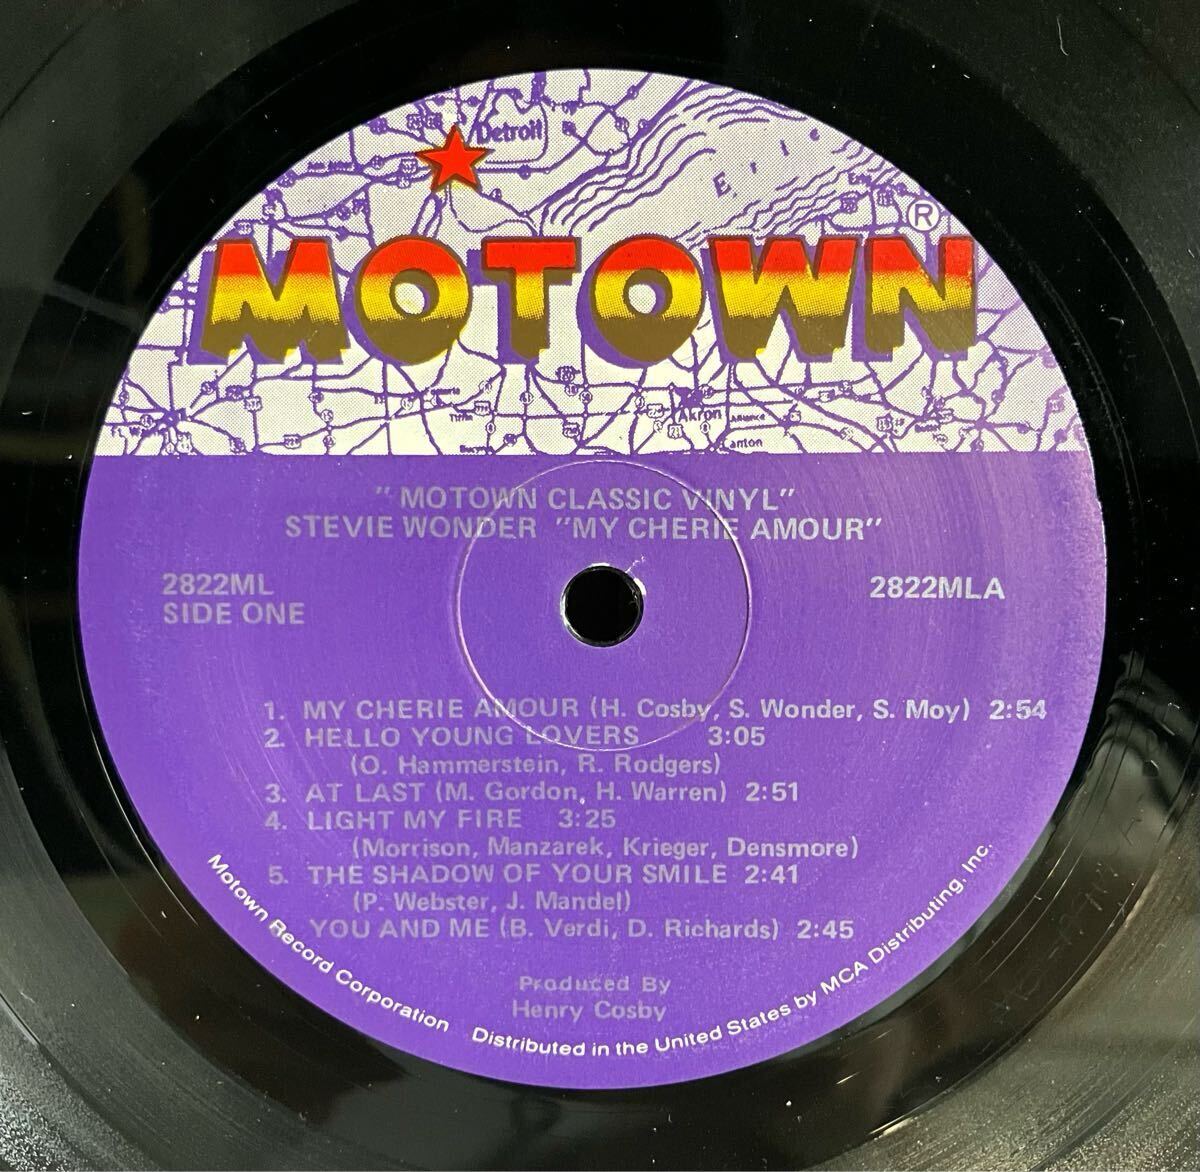 Detroit
E r i e
®
MOTOWN
Akron
Canton
"MOTOWN CLASSIC VINYL"
STEVIE WONDER "MY CHERIE AMOUR"
2822ML
2822MLA
SIDE ONE
1. MY CHERIE AMOUR (H. Cosby, S. Wonder, S. Moy) 2:54
2. HELLO YOUNG LOVERS 3:05
(O. Hammerstein, R. Rodgers)
3. AT LAST (M. Gordon, H. Warren) 2:51
4. LIGHT MY FIRE 3:25
(Morrison, Manzarek, Krieger, Densmore)
5. THE SHADOW OF YOUR SMILE 2:41
(P. Webster, J. Mandel)
YOU AND ME (B. Verdi, D. Richards) 2:45
Produced By
Henry Cosby
Motown Record Corporation Distributed in the United States by MCA Distributing, Inc.